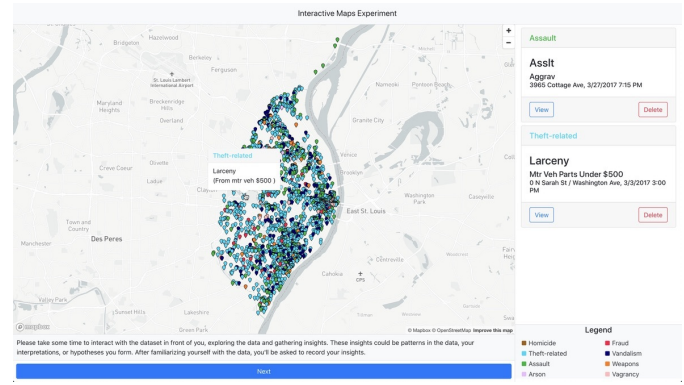 Interactive Maps Experiment
Bridgeton
Hazelwood
Berkeley
Ferguson
St. Louis Lambert
International Airport
Maryland
Heights
Breckenridge
Hills
Overland
Granite City
Pontoon Beach
Olivette
Creve Coeur
Ladue
Clayton
Venice
Brooklyn
Washington
Park
Caseyville
East St. Louis
Town and
Country
Des Peres
Manchester
Centreville
Cahokia
CPS
Valley Park
Sunset Hills
Lakeshire
Green Park
Theft-related
Larceny
(From mtr veh $500 )
+
−
mapbox
© Mapbox © OpenStreetMap Improve this map
Assault
Asslt
Aggrav
3965 Cottage Ave, 3/27/2017 7:15 PM
View
Delete
Theft-related
Larceny
Mtr Veh Parts Under $500
0 N Sarah St / Washington Ave, 3/3/2017 3:00
PM
View
Delete
Legend
Homicide
Fraud
Theft-related
Vandalism
Assault
Weapons
Arson
Vagrancy
Please take some time to interact with the dataset in front of you, exploring the data and gathering insights. These insights could be patterns in the data, your
interpretations, or hypotheses you form. After familiarizing yourself with the data, you'll be asked to record your insights.
Next